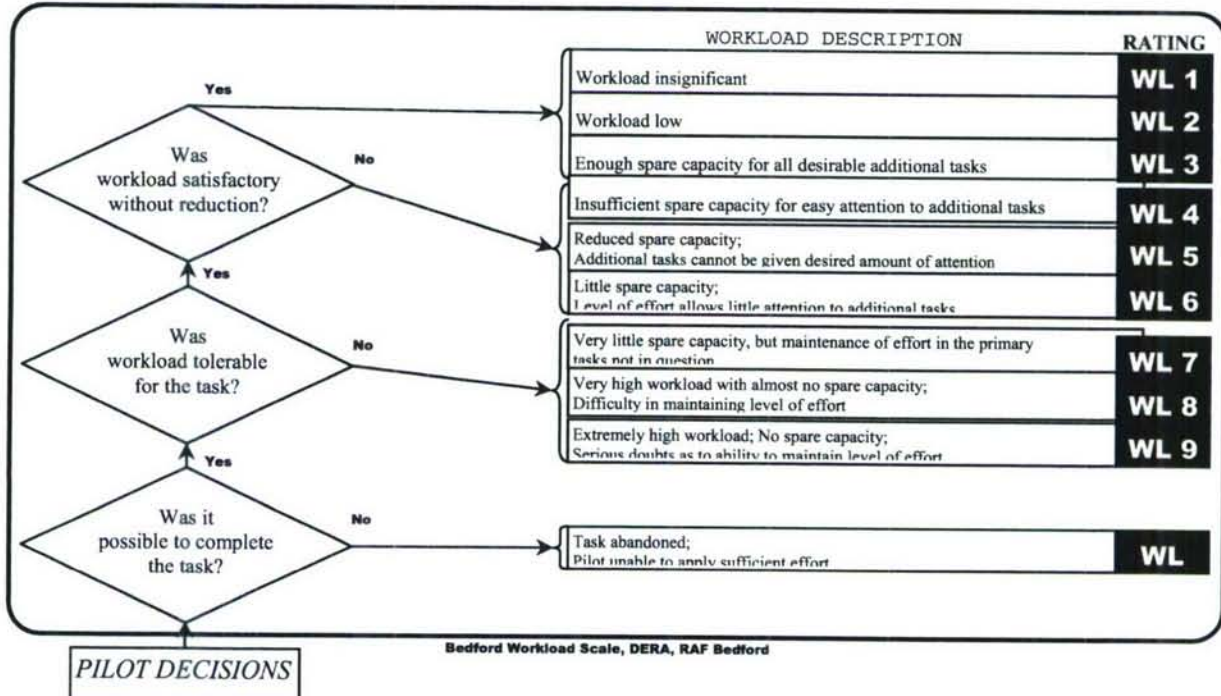 WORKLOAD DESCRIPTION
RATING
Yes
Workload insignificant
WL 1
Workload low
WL 2
Was
workload satisfactory
without reduction?
No
Enough spare capacity for all desirable additional tasks
WL 3
Insufficient spare capacity for easy attention to additional tasks
WL 4
Reduced spare capacity;
Additional tasks cannot be given desired amount of attention
WL 5
Yes
Little spare capacity;
Level of effort allows little attention to additional tasks
WL 6
Was
workload tolerable
for the task?
No
Very little spare capacity, but maintenance of effort in the primary
tasks not in question
WL 7
Very high workload with almost no spare capacity;
Difficulty in maintaining level of effort
WL 8
Extremely high workload; No spare capacity;
Serious doubts as to ability to maintain level of effort
WL 9
Yes
Was it
possible to complete
the task?
No
Task abandoned;
Pilot unable to apply sufficient effort
WL
Bedford Workload Scale, DERA, RAF Bedford
PILOT DECISIONS